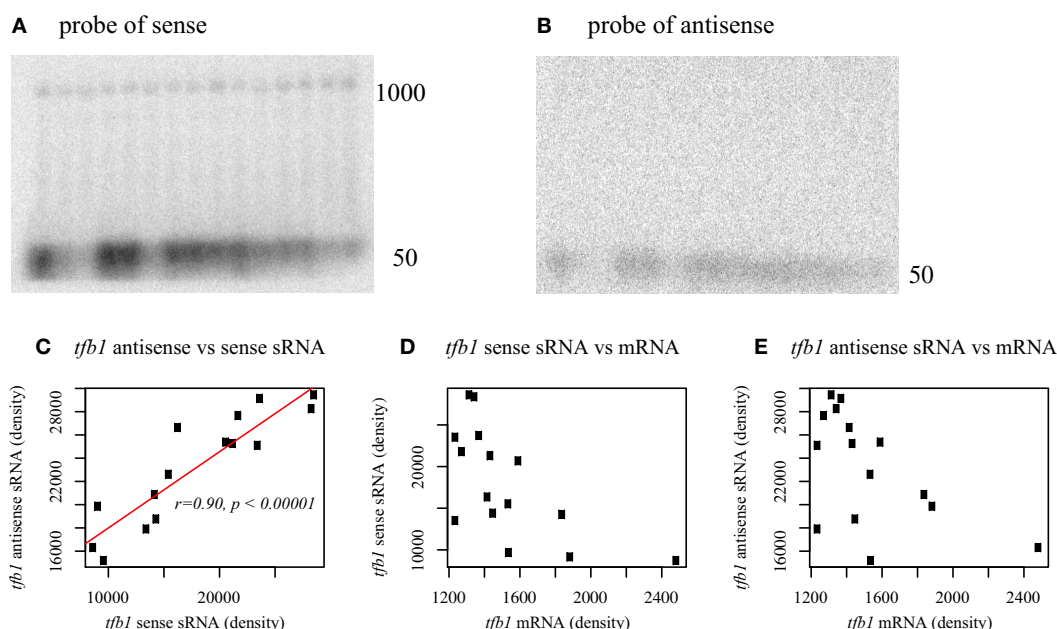 A probe of sense
B probe of antisense
1000
50
50
C tfb1 antisense vs sense sRNA
D tfb1 sense sRNA vs mRNA
E tfb1 antisense sRNA vs mRNA
tfb1 antisense sRNA (density)
16000 22000 28000
r=0.90, p < 0.00001
10000 20000
tfb1 sense sRNA (density)
tfb1 sense sRNA (density)
10000 20000
1200 1600 2000 2400
tfb1 mRNA (density)
tfb1 antisense sRNA (density)
16000 22000 28000
1200 1600 2000 2400
tfb1 mRNA (density)